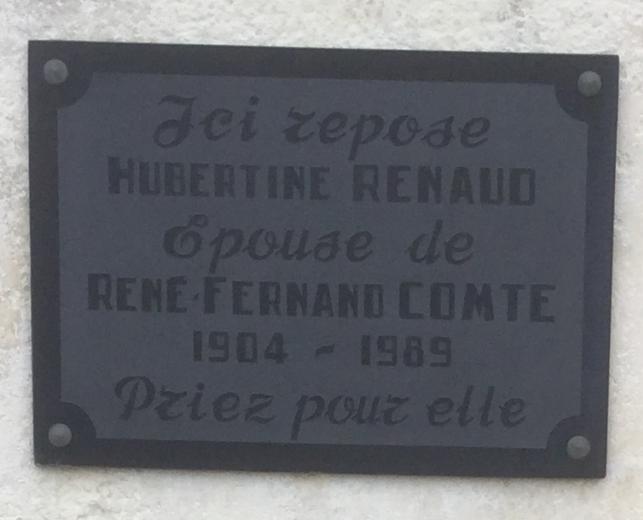 Ici repose
HUBERTINE RENAUD
Epouse de
RENÉ-FERNAND COMTE
1904 - 1989
Priez pour elle